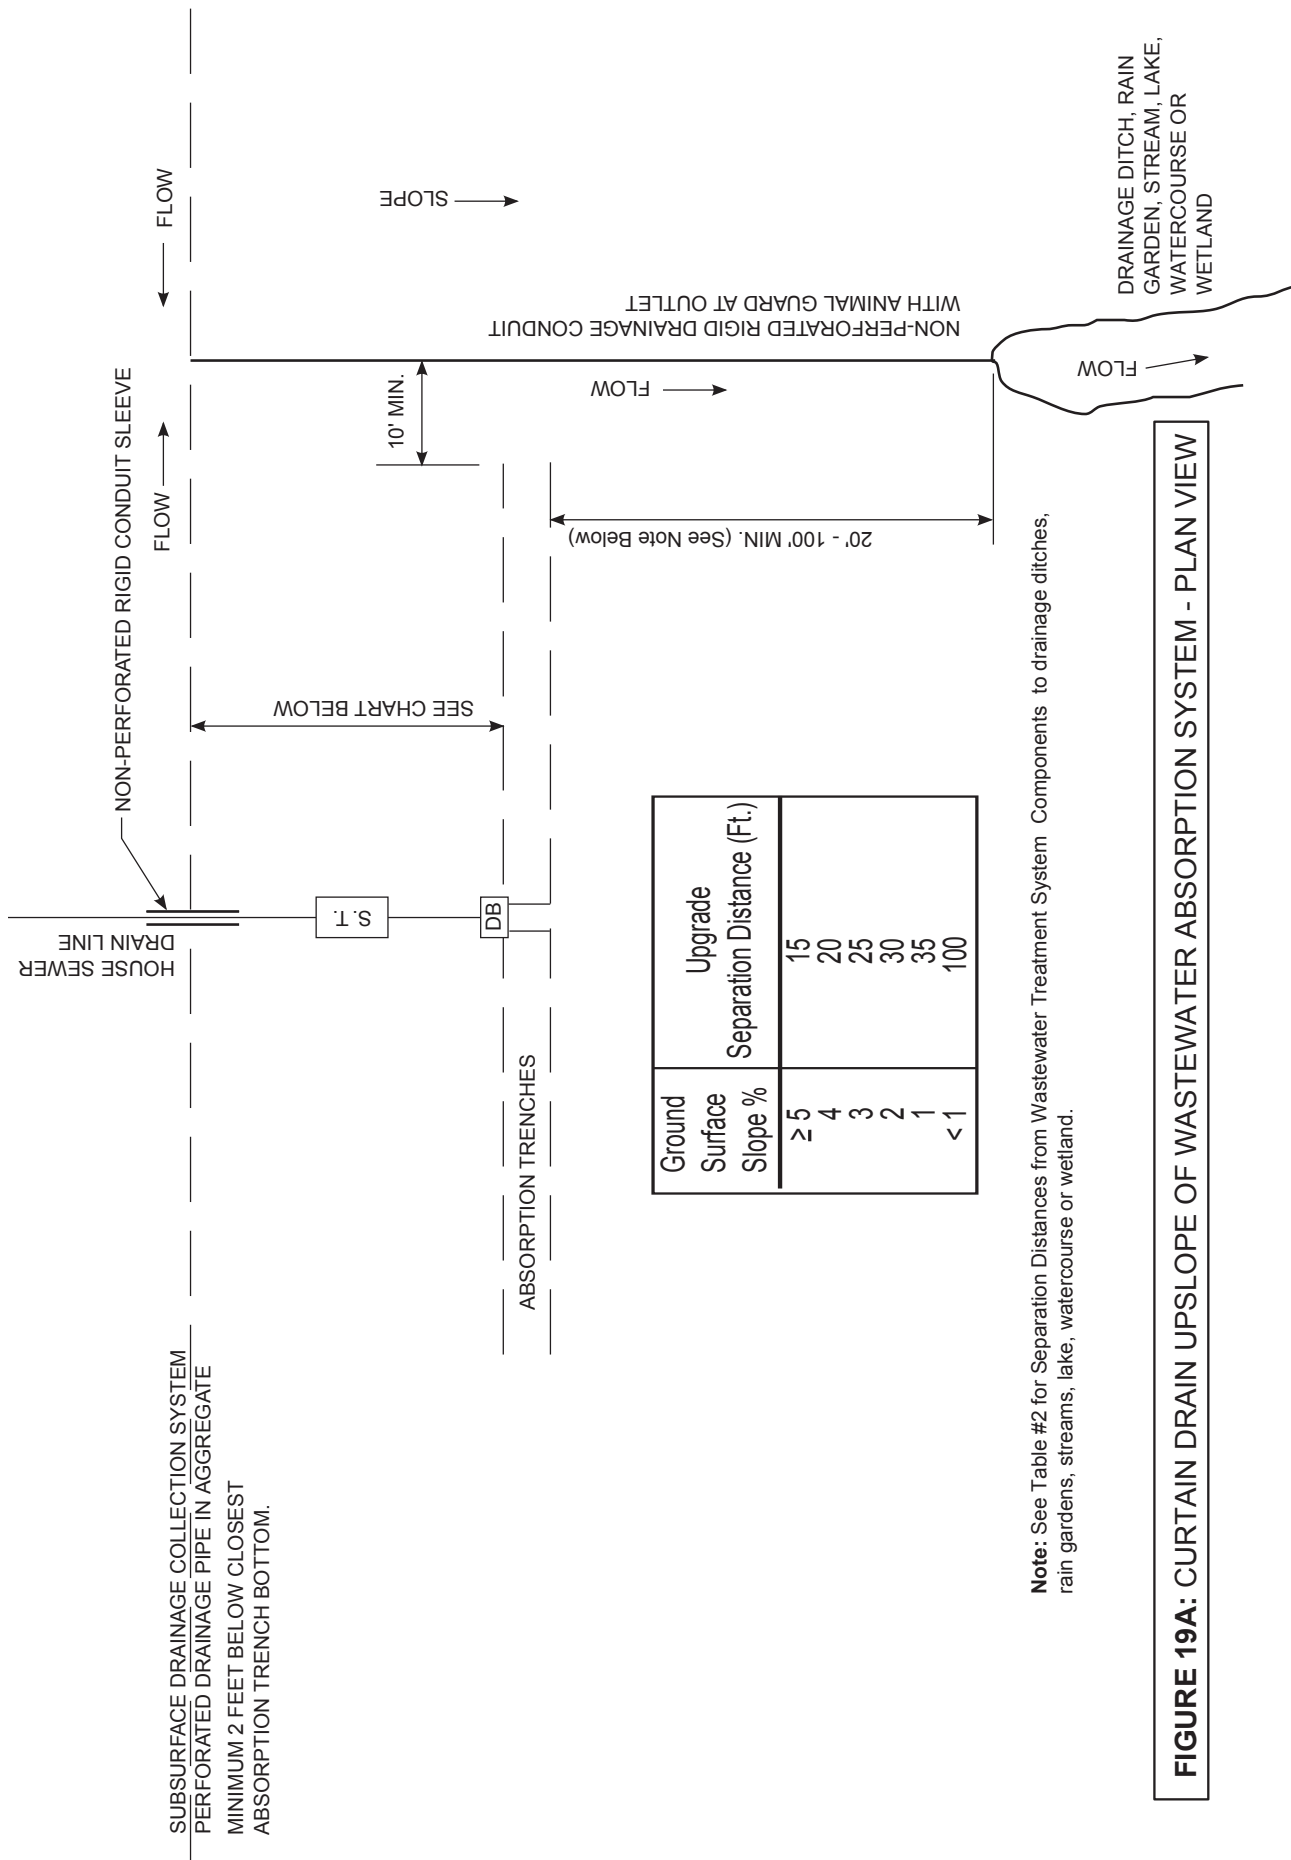 SUBSURFACE DRAINAGE COLLECTION SYSTEM
PERFORATED DRAINAGE PIPE IN AGGREGATE
MINIMUM 2 FEET BELOW CLOSEST
ABSORPTION TRENCH BOTTOM.
HOUSE SEWER
DRAIN LINE
NON-PERFORATED RIGID CONDUIT SLEEVE
FLOW
FLOW
S.T.
DB
SEE CHART BELOW
10' MIN.
SLOPE
ABSORPTION TRENCHES
20' - 100' MIN. (See Note Below)
FLOW
NON-PERFORATED RIGID DRAINAGE CONDUIT
WITH ANIMAL GUARD AT OUTLET
FLOW
DRAINAGE DITCH, RAIN
GARDEN, STREAM, LAKE,
WATERCOURSE OR
WETLAND
Ground
Surface
Slope %
Upgrade
Separation Distance (Ft.)
≥ 5 15
4 20
3 25
2 30
1 35
< 1 100
Note: See Table #2 for Separation Distances from Wastewater Treatment System Components to drainage ditches,
rain gardens, streams, lake, watercourse or wetland.
FIGURE 19A: CURTAIN DRAIN UPSLOPE OF WASTEWATER ABSORPTION SYSTEM - PLAN VIEW